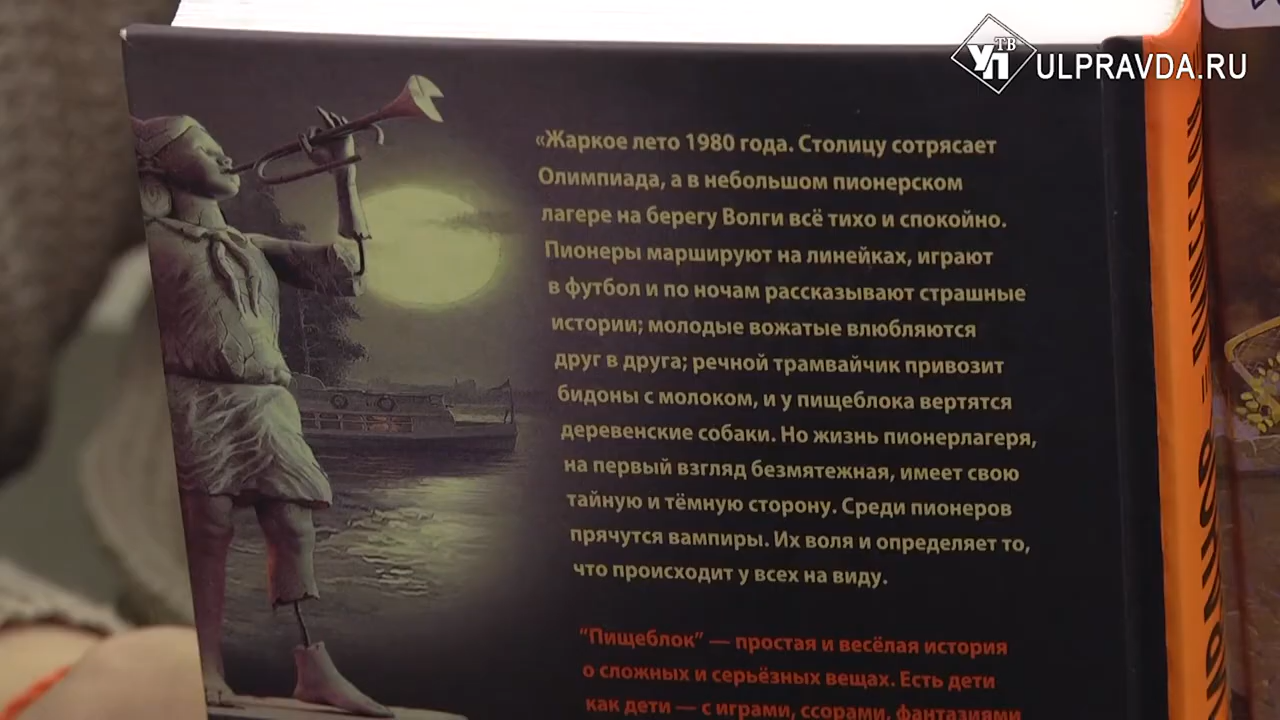 УП ТВ ULPRAVDA.RU
«Жаркое лето 1980 года. Столицу сотрясает
Олимпиада, а в небольшом пионерском
лагере на берегу Волги всё тихо и спокойно.
Пионеры маршируют на линейках, играют
в футбол и по ночам рассказывают страшные
истории; молодые вожатые влюбляются
друг в друга; речной трамвайчик привозит
бидоны с молоком, и у пищеблока вертятся
деревенские собаки. Но жизнь пионерлагеря,
на первый взгляд безмятежная, имеет свою
тайную и тёмную сторону. Среди пионеров
прячутся вампиры. Их воля и определяет то,
что происходит у всех на виду.
"Пищеблок" — простая и весёлая история
о сложных и серьёзных вещах. Есть дети
как дети — с играми, ссорами, фантазиями